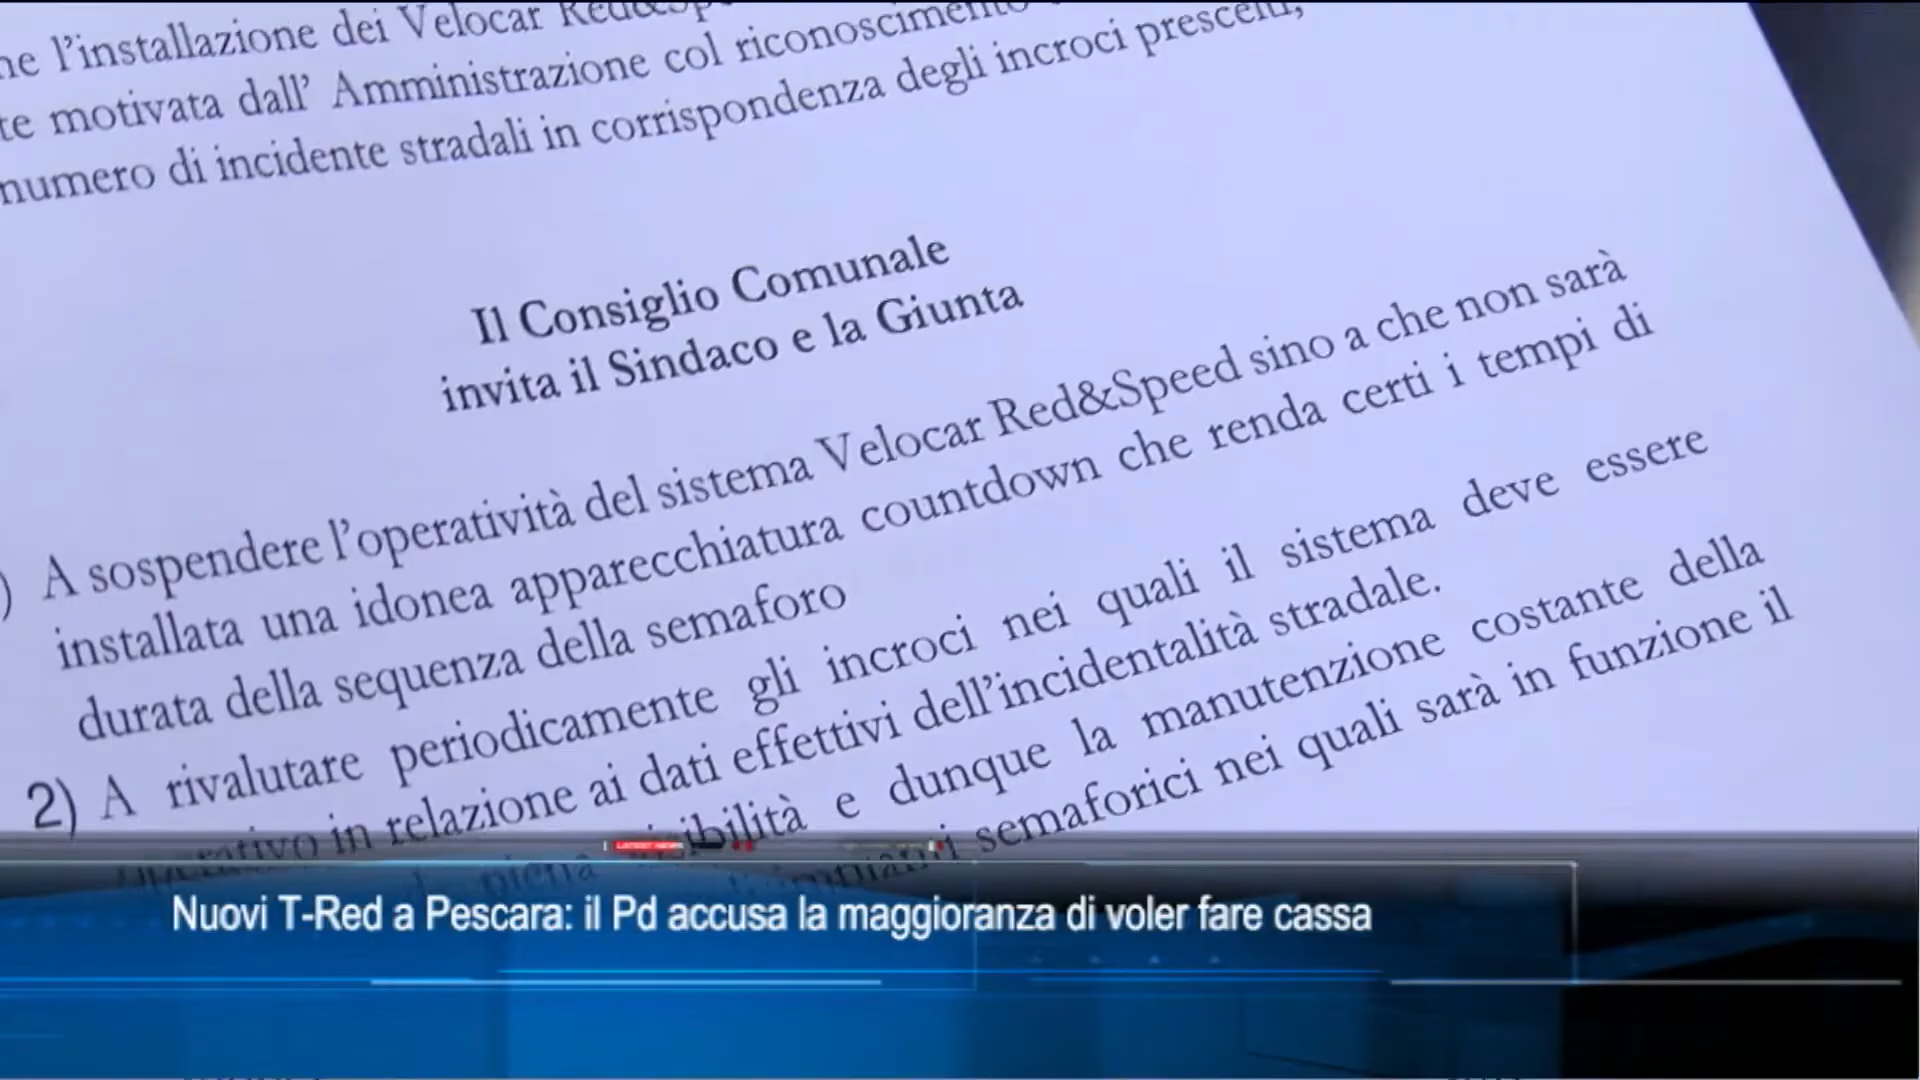 l'installazione dei Velocar
te motivata dall' Amministrazione col riconoscimento
numero di incidente stradali in corrispondenza degli incroci prescelti,
Il Consiglio Comunale
invita il Sindaco e la Giunta
) A sospendere l'operatività del sistema Velocar Red&Speed sino a che non sarà
installata una idonea apparecchiatura countdown che renda certi i tempi di
durata della sequenza della semaforo
2) A rivalutare periodicamente gli incroci nei quali il sistema deve essere
in relazione ai dati effettivi dell'incidentalità stradale.
e dunque la manutenzione costante della
semaforici nei quali sarà in funzione il
LATEST NEWS
Nuovi T-Red a Pescara: il Pd accusa la maggioranza di voler fare cassa